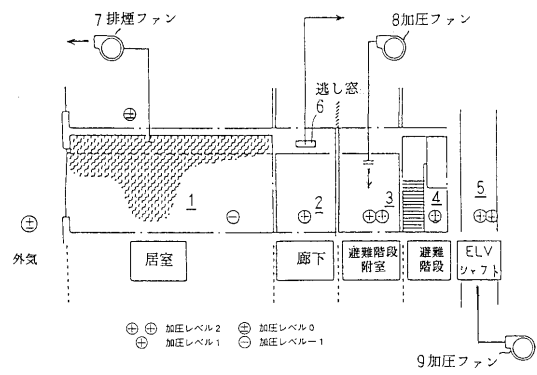 7排煙ファン
8加圧ファン
逃し窓
6
1
2
3
4
5
外気
居室
廊下
避難階段
附室
避難
階段
ELV
シャフト
加圧レベル2
加圧レベル0
加圧レベル1
加圧レベルー1
9加圧ファン